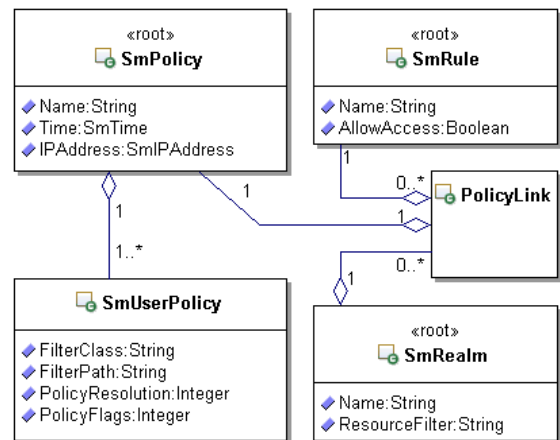 «root»
SmPolicy
Name:String
Time:SmTime
IPAddress:SmIPAddress
«root»
SmRule
Name:String
AllowAccess:Boolean
1
0..*
PolicyLink
1
1
1
1..*
0..*
1
SmUserPolicy
FilterClass:String
FilterPath:String
PolicyResolution:Integer
PolicyFlags:Integer
«root»
SmRealm
Name:String
ResourceFilter:String